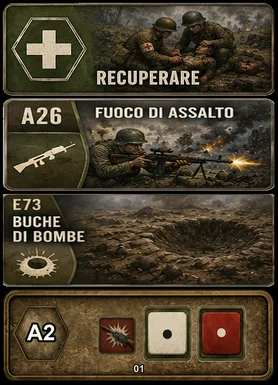 RECUPERARE
A26
FUOCO DI ASSALTO
E73
BUCHE
DI BOMBE
A2
01